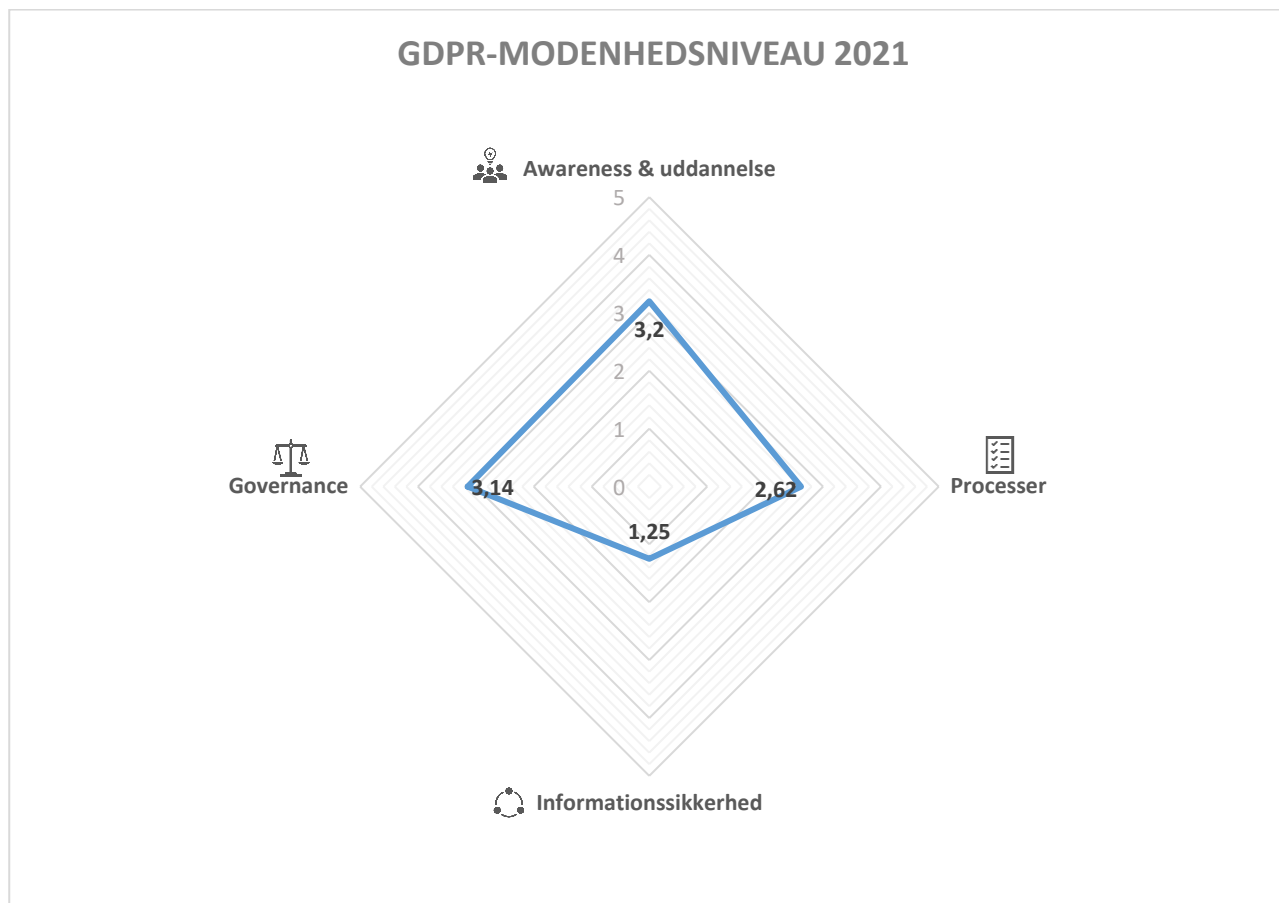 GDPR-MODENHEDSNIVEAU 2021
Awareness & uddannelse
5
4
3
3,2
2
1
Governance
3,14
0
2,62
Processer
1,25
Informationssikkerhed